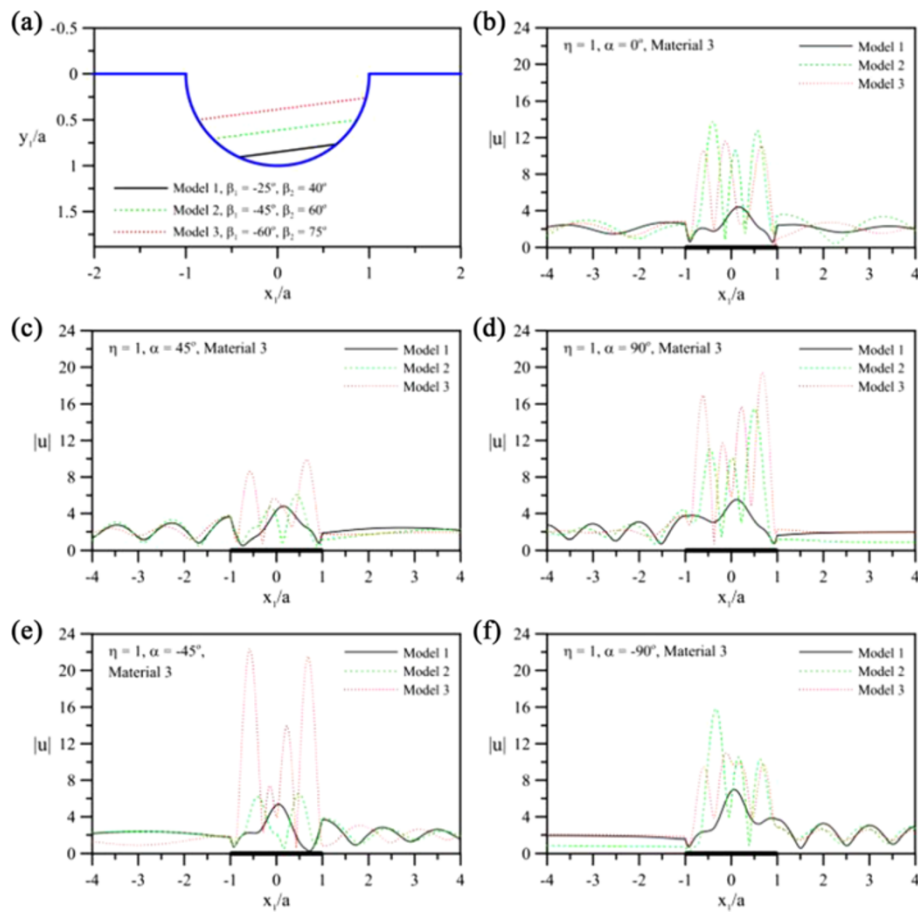 (a)
-0.5
0
0.5
1
1.5
y₁/a
Model 1, β₁ = -25°, β₂ = 40°
Model 2, β₁ = -45°, β₂ = 60°
Model 3, β₁ = -60°, β₂ = 75°
-2 -1 0 1 2
x₁/a
(b)
η = 1, α = 0°, Material 3
Model 1
Model 2
Model 3
24
20
16
12
8
4
0
|u|
-4 -3 -2 -1 0 1 2 3 4
x₁/a
(c)
η = 1, α = 45°, Material 3
Model 1
Model 2
Model 3
24
20
16
12
8
4
0
|u|
-4 -3 -2 -1 0 1 2 3 4
x₁/a
(d)
η = 1, α = 90°, Material 3
Model 1
Model 2
Model 3
24
20
16
12
8
4
0
|u|
-4 -3 -2 -1 0 1 2 3 4
x₁/a
(e)
η = 1, α = -45°,
Material 3
Model 1
Model 2
Model 3
24
20
16
12
8
4
0
|u|
-4 -3 -2 -1 0 1 2 3 4
x₁/a
(f)
η = 1, α = -90°, Material 3
Model 1
Model 2
Model 3
24
20
16
12
8
4
0
|u|
-4 -3 -2 -1 0 1 2 3 4
x₁/a